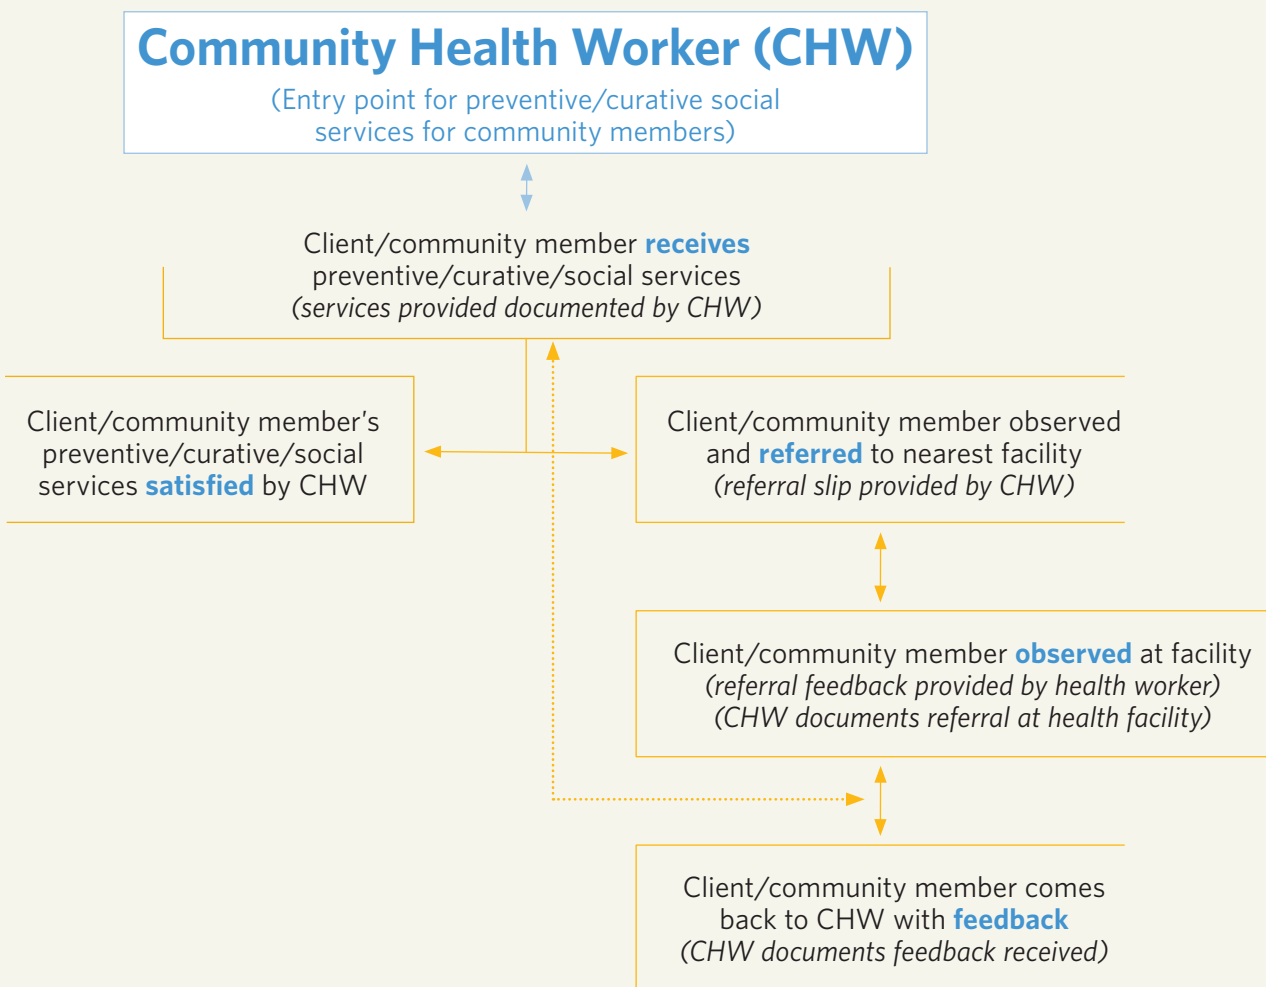 Community Health Worker (CHW)
(Entry point for preventive/curative social
services for community members)
Client/community member receives
preventive/curative/social services
(services provided documented by CHW)
Client/community member's
preventive/curative/social
services satisfied by CHW
Client/community member observed
and referred to nearest facility
(referral slip provided by CHW)
Client/community member observed at facility
(referral feedback provided by health worker)
(CHW documents referral at health facility)
Client/community member comes
back to CHW with feedback
(CHW documents feedback received)